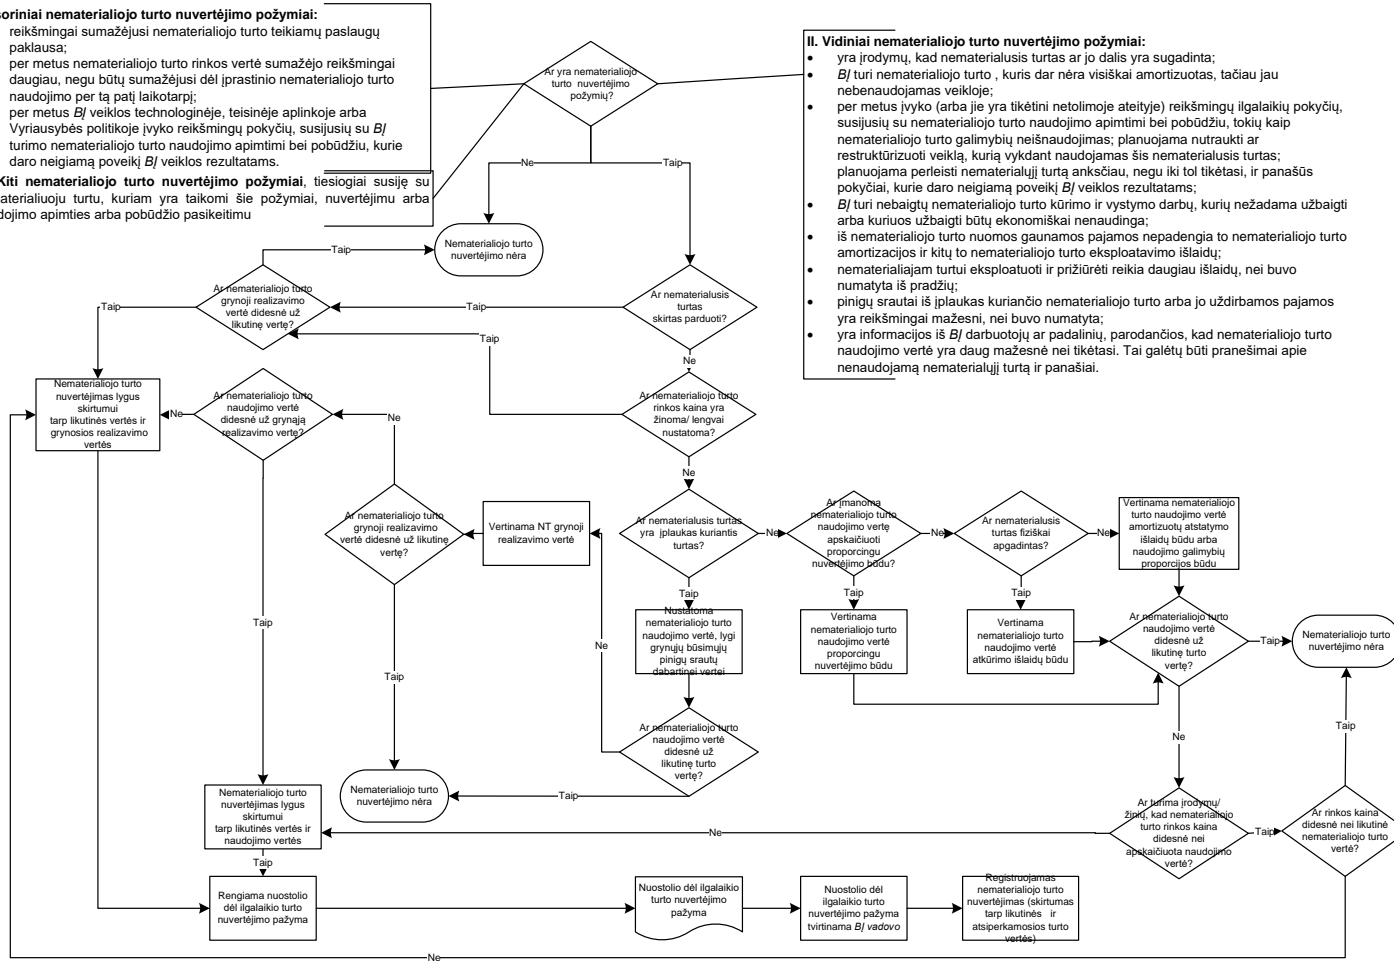 nematerialiojo turto nuvertėjimo požymiai:
reikšmingai sumažėjusi nematerialiojo turto teikiamų paslaugų
paklausa;
per metus nematerialiojo turto rinkos vertė sumažėjo reikšmingai
daugiau, negu būtų sumažėjusi dėl įprastinio nematerialiojo turto
naudojimo per tą patį laikotarpį;
per metus BĮ veiklos technologinėje, teisinėje aplinkoje arba
Vyriausybės politikoje įvyko reikšmingų pokyčių, susijusių su BĮ
turimo nematerialiojo turto naudojimo apimtimi bei pobūdžiu, kurie
daro neigiamą poveikį BĮ veiklos rezultatams.
Kiti nematerialiojo turto nuvertėjimo požymiai, tiesiogiai susiję su
aterialiuoju turtu, kuriam yra taikomi šie požymiai, nuvertėjimu arba
dojimo apimties arba pobūdžio pasikeitimu
Ar yra nematerialiojo
turto nuvertėjimo
požymių?
II. Vidiniai nematerialiojo turto nuvertėjimo požymiai:
• yra įrodymų, kad nematerialusis turtas ar jo dalis yra sugadinta;
• BĮ turi nematerialiojo turto , kuris dar nėra visiškai amortizuotas, tačiau jau
nebenaudojamas veikloje;
• per metus įvyko (arba jie yra tikėtini netolimoje ateityje) reikšmingų ilgalaikių pokyčių,
susijusių su nematerialiojo turto naudojimo apimtimi bei pobūdžiu, tokių kaip
nematerialiojo turto galimybių neišnaudojimas; planuojama nutraukti ar
restruktūrizuoti veiklą, kurią vykdant naudojamas šis nematerialusis turtas;
planuojama perleisti nematerialųjį turtą anksčiau, negu iki tol tikėtasi, ir panašūs
pokyčiai, kurie daro neigiamą poveikį BĮ veiklos rezultatams;
• BĮ turi nebaigtų nematerialiojo turto kūrimo ir vystymo darbų, kurių nežadama užbaigti
arba kuriuos užbaigti būtų ekonomiškai nenaudinga;
• iš nematerialiojo turto nuomos gaunamos pajamos nepadengia to nematerialiojo turto
amortizacijos ir kitų to nematerialiojo turto eksploatavimo išlaidų;
• nematerialiajam turtui eksploatuoti ir prižiūrėti reikia daugiau išlaidų, nei buvo
numatyta iš pradžių;
• pinigų srautai iš įplaukas kuriančio nematerialiojo turto arba jo uždirbamos pajamos
yra reikšmingai mažesni, nei buvo numatyta;
• yra informacijos iš BĮ darbuotojų ar padalinių, parodančios, kad nematerialiojo turto
naudojimo vertė yra daug mažesnė nei tikėtasi. Tai galėtų būti pranešimai apie
nenaudojamą nematerialųjį turtą ir panašiai.
Ne
Taip
Taip
Nematerialiojo turto
nuvertėjimo nėra
Ar nematerialiojo turto
grynoji realizavimo
vertė didesnė už
likutinę vertę?
Taip
Taip
Ar nematerialusis
turtas
skirtas parduoti?
Taip
Ne
Nematerialiojo turto
nuvertėjimas lygus
skirtumui
tarp likutinės vertės ir
grynosios realizavimo
vertės
Ne
Ar nematerialiojo turto
naudojimo vertė
didesnė už grynąją
realizavimo vertę?
Ne
Ar nematerialiojo turto
rinkos kaina yra
žinoma/ lengvai
nustatoma?
Ne
Ar nematerialiojo turto
grynoji realizavimo
vertė didesnė už likutinę
vertę?
Vertinama NT grynoji
realizavimo vertė
Ar nematerialusis turtas
yra įplaukas kuriantis
turtas?
Ne
Ar įmanoma
nematerialiojo turto
naudojimo vertę
apskaičiuoti
proporcingu
nuvertėjimo būdu?
Ne
Ar nematerialusis
turtas fiziškai
apgadintas?
Ne
Vertinama nematerialiojo
turto naudojimo vertė
amortizuotų atstatymo
išlaidų būdu arba
naudojimo galimybių
proporcijos būdu
Taip
Taip
Taip
Taip
Nustatoma
nematerialiojo turto
naudojimo vertė, lygi
grynųjų būsimųjų
pinigų srautų
dabartinei vertei
Vertinama
nematerialiojo turto
naudojimo vertė
proporcingu
nuvertėjimo būdu
Vertinama
nematerialiojo turto
naudojimo vertė
atkūrimo išlaidų būdu
Ar nematerialiojo turto
naudojimo vertė
didesnė už
likutinę turto
vertę?
Taip
Nematerialiojo turto
nuvertėjimo nėra
Ne
Taip
Taip
Ne
Ar nematerialiojo turto
naudojimo vertė
didesnė už
likutinę turto
vertę?
Nematerialiojo turto
nuvertėjimo nėra
Taip
Nematerialiojo turto
nuvertėjimas lygus
skirtumui
tarp likutinės vertės ir
naudojimo vertės
Ne
Ar turima įrodymų/
žinių, kad nematerialiojo
turto rinkos kaina
didesnė nei
apskaičiuota naudojimo
vertė?
Taip
Ar rinkos kaina
didesnė nei likutinė
nematerialiojo turto
vertė?
Taip
Rengiama nuostolio
dėl ilgalaikio turto
nuvertėjimo pažyma
Nuostolio dėl ilgalaikio
turto nuvertėjimo
pažyma
Nuostolio dėl
ilgalaikio turto
nuvertėjimo pažyma
tvirtinama BĮ vadovo
Registruojamas
nematerialiojo turto
nuvertėjimas (skirtumas
tarp likutinės ir
atsiperkamosios turto
vertės)
Ne